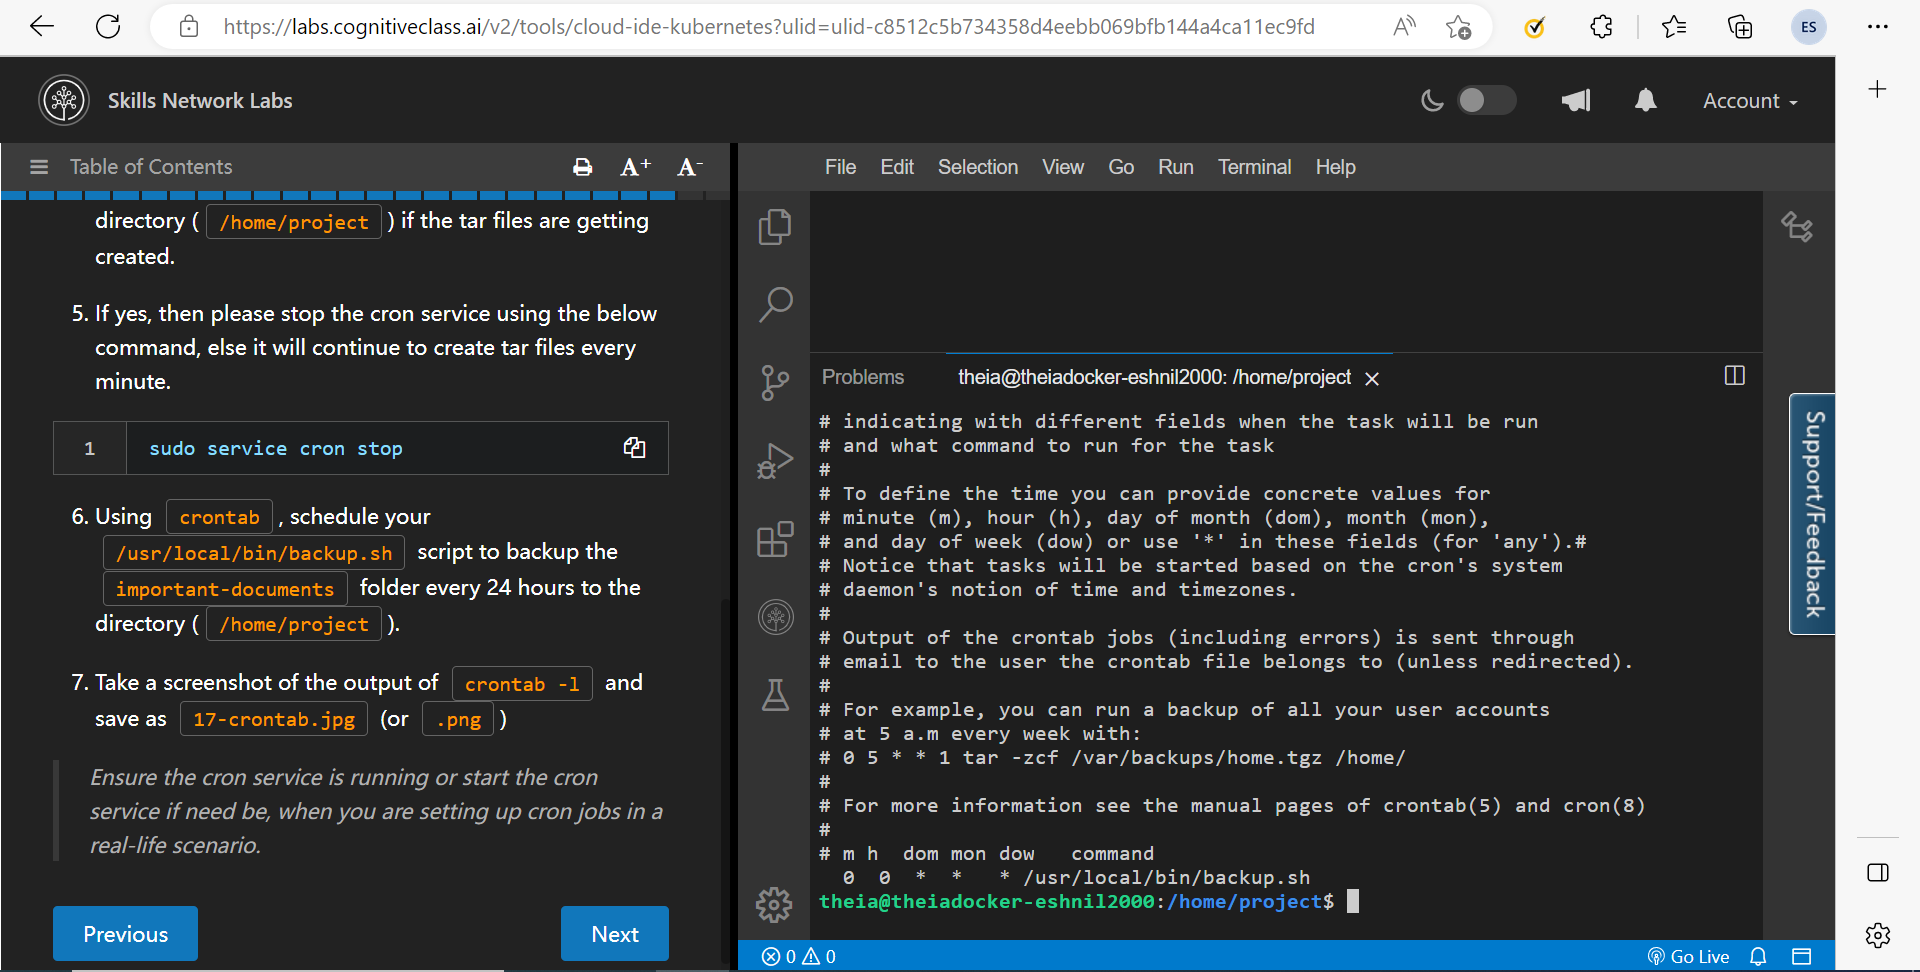 https://labs.cognitiveclass.ai/v2/tools/cloud-ide-kubernetes?ulid=ulid-c8512c5b734358d4eebb069bfb144a4ca11ec9fd
ES
Skills Network Labs
Account
Table of Contents
A+ A-
File Edit Selection View Go Run Terminal Help
directory ( /home/project ) if the tar files are getting
created.
5. If yes, then please stop the cron service using the below
command, else it will continue to create tar files every
minute.
1 sudo service cron stop
6. Using crontab , schedule your
/usr/local/bin/backup.sh script to backup the
important-documents folder every 24 hours to the
directory ( /home/project ).
7. Take a screenshot of the output of crontab -l and
save as 17-crontab.jpg (or .png )
Ensure the cron service is running or start the cron
service if need be, when you are setting up cron jobs in a
real-life scenario.
Previous Next
Problems theia@theiadocker-eshnil2000: /home/project
# indicating with different fields when the task will be run
# and what command to run for the task
#
# To define the time you can provide concrete values for
# minute (m), hour (h), day of month (dom), month (mon),
# and day of week (dow) or use '*' in these fields (for 'any').#
# Notice that tasks will be started based on the cron's system
# daemon's notion of time and timezones.
#
# Output of the crontab jobs (including errors) is sent through
# email to the user the crontab file belongs to (unless redirected).
#
# For example, you can run a backup of all your user accounts
# at 5 a.m every week with:
# 0 5 * * 1 tar -zcf /var/backups/home.tgz /home/
#
# For more information see the manual pages of crontab(5) and cron(8)
#
# m h  dom mon dow   command
  0  0  *  *   * /usr/local/bin/backup.sh
theia@theiadocker-eshnil2000:/home/project$
Support/Feedback
0 0
Go Live